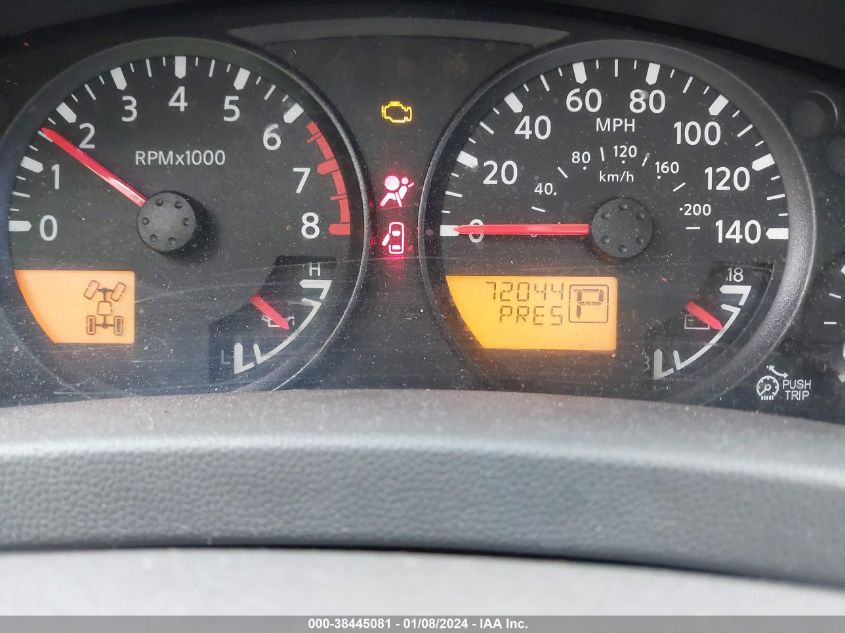 0 1 2 3 4 5 6 7 8
RPMx1000
L H
0 20 40 60 80 100 120 140
MPH
40 80 120 160 200
km/h
72044 P
PRES
18
8
PUSH
TRIP
000-38445081 - 01/08/2024 - IAA Inc.